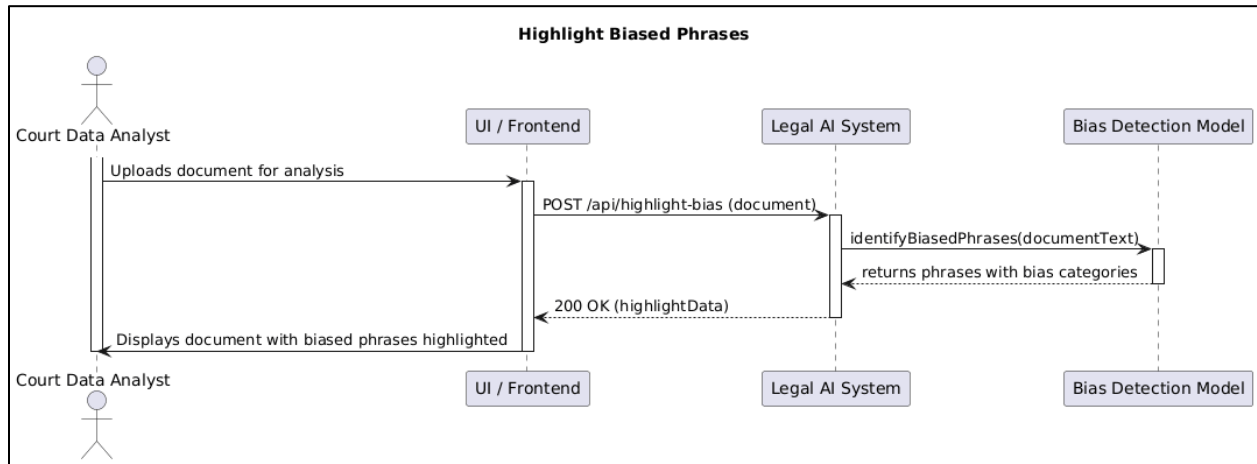 Highlight Biased Phrases
Court Data Analyst
UI / Frontend
Legal AI System
Bias Detection Model
Uploads document for analysis
POST /api/highlight-bias (document)
identifyBiasedPhrases(documentText)
returns phrases with bias categories
200 OK (highlightData)
Displays document with biased phrases highlighted
Court Data Analyst
UI / Frontend
Legal AI System
Bias Detection Model